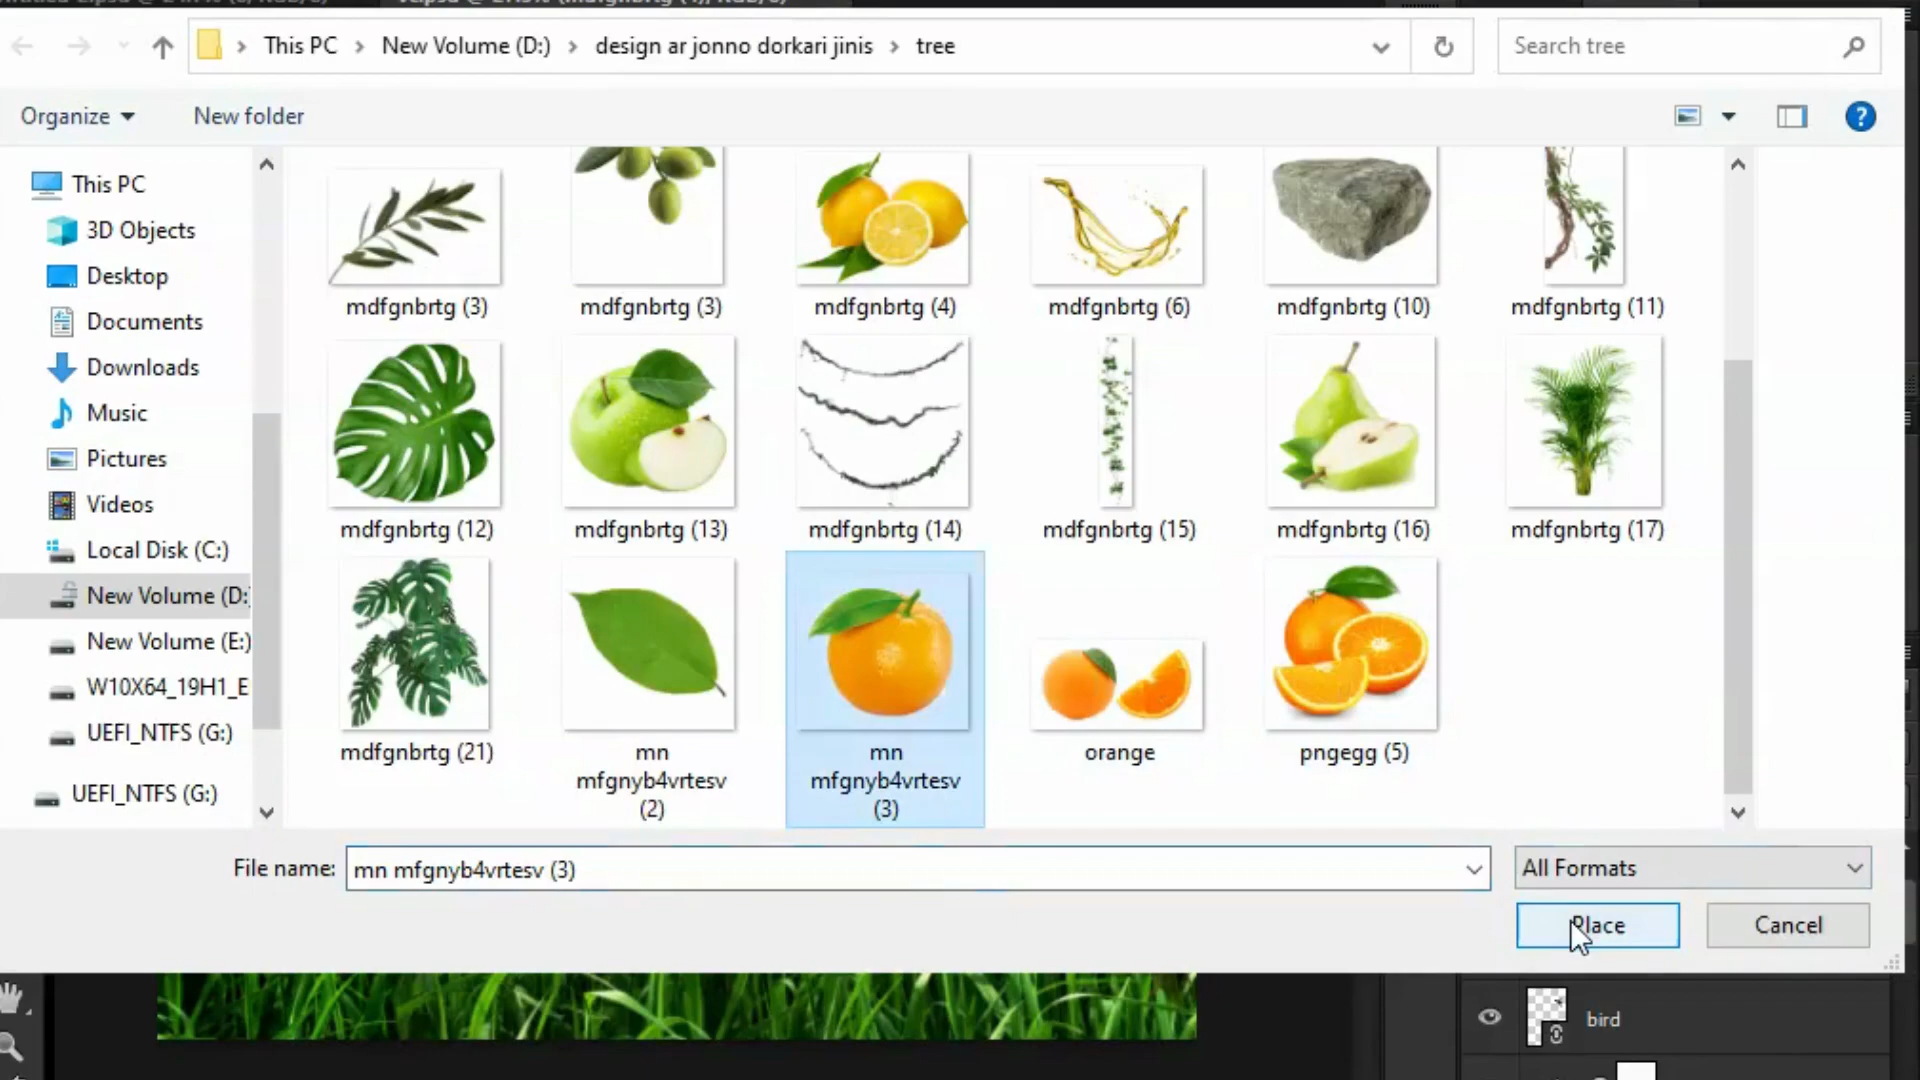 This PC > New Volume (D:) > design ar jonno dorkari jinis > tree
Search tree
Organize
New folder
?
This PC
3D Objects
Desktop
Documents
Downloads
Music
Pictures
Videos
Local Disk (C:)
New Volume (D:
New Volume (E:)
W10X64_19H1_E
UEFI_NTFS (G:)
UEFI_NTFS (G:)
mdfgnbrtg (3)
mdfgnbrtg (3)
mdfgnbrtg (4)
mdfgnbrtg (6)
mdfgnbrtg (10)
mdfgnbrtg (11)
mdfgnbrtg (12)
mdfgnbrtg (13)
mdfgnbrtg (14)
mdfgnbrtg (15)
mdfgnbrtg (16)
mdfgnbrtg (17)
mdfgnbrtg (21)
mn
mfgnyb4vrtesv
(2)
mn
mfgnyb4vrtesv
(3)
orange
pngegg (5)
File name:
mn mfgnyb4vrtesv (3)
All Formats
Place
Cancel
bird